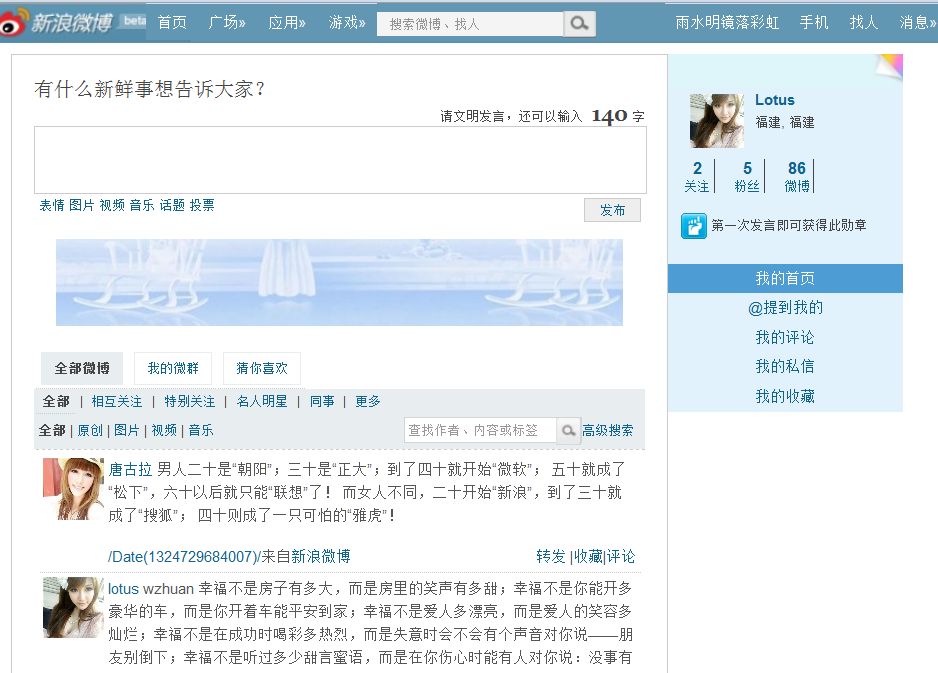 新浪微博 beta 首页 广场» 应用» 游戏» 搜索微博、找人 雨水明镜落彩虹 手机 找人 消息»
有什么新鲜事想告诉大家？
请文明发言，还可以输入 140 字
表情 图片 视频 音乐 话题 投票
发布
全部微博 我的微群 猜你喜欢
全部 | 相互关注 | 特别关注 | 名人明星 | 同事 | 更多
全部 | 原创 | 图片 | 视频 | 音乐 查找作者、内容或标签 高级搜索
唐古拉 男人二十是“朝阳”；三十是“正大”；到了四十就开始“微软”； 五十就成了
“松下”，六十以后就只能“联想”了！ 而女人不同，二十开始“新浪”，到了三十就
成了“搜狐”； 四十则成了一只可怕的“雅虎”！
/Date(1324729684007)/来自新浪微博 转发 |收藏|评论
lotus wzhuan 幸福不是房子有多大，而是房里的笑声有多甜；幸福不是你能开多
豪华的车，而是你开着车能平安到家；幸福不是爱人多漂亮，而是爱人的笑容多
灿烂；幸福不是在成功时喝彩多热烈，而是失意时会不会有个声音对你说——朋
友别倒下；幸福不是听过多少甜言蜜语，而是在你伤心时能有人对你说：没事有
Lotus
福建, 福建
2 5 86
关注 粉丝 微博
第一次发言即可获得此勋章
我的首页
@提到我的
我的评论
我的私信
我的收藏